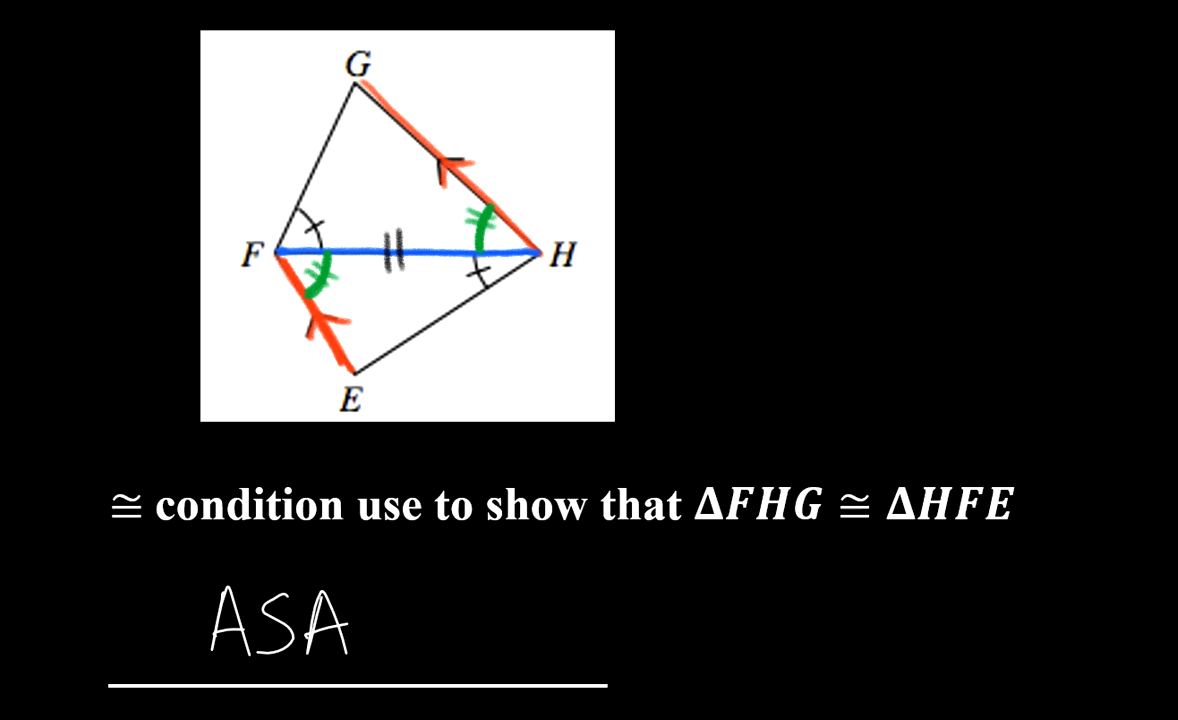 G
F
H
E
≅ condition use to show that ΔFHG ≅ ΔHFE
ASA